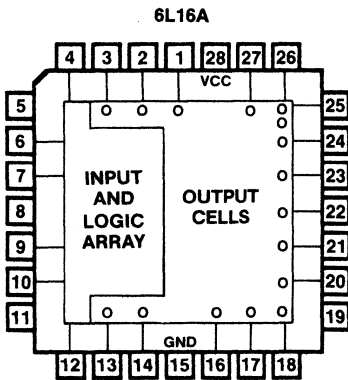 6L16A
4 3 2 1 28 27 26
VCC
5 25
6 24
7 23
8 22
9 21
10 20
11 19
INPUT
AND
LOGIC
ARRAY
OUTPUT
CELLS
GND
12 13 14 15 16 17 18